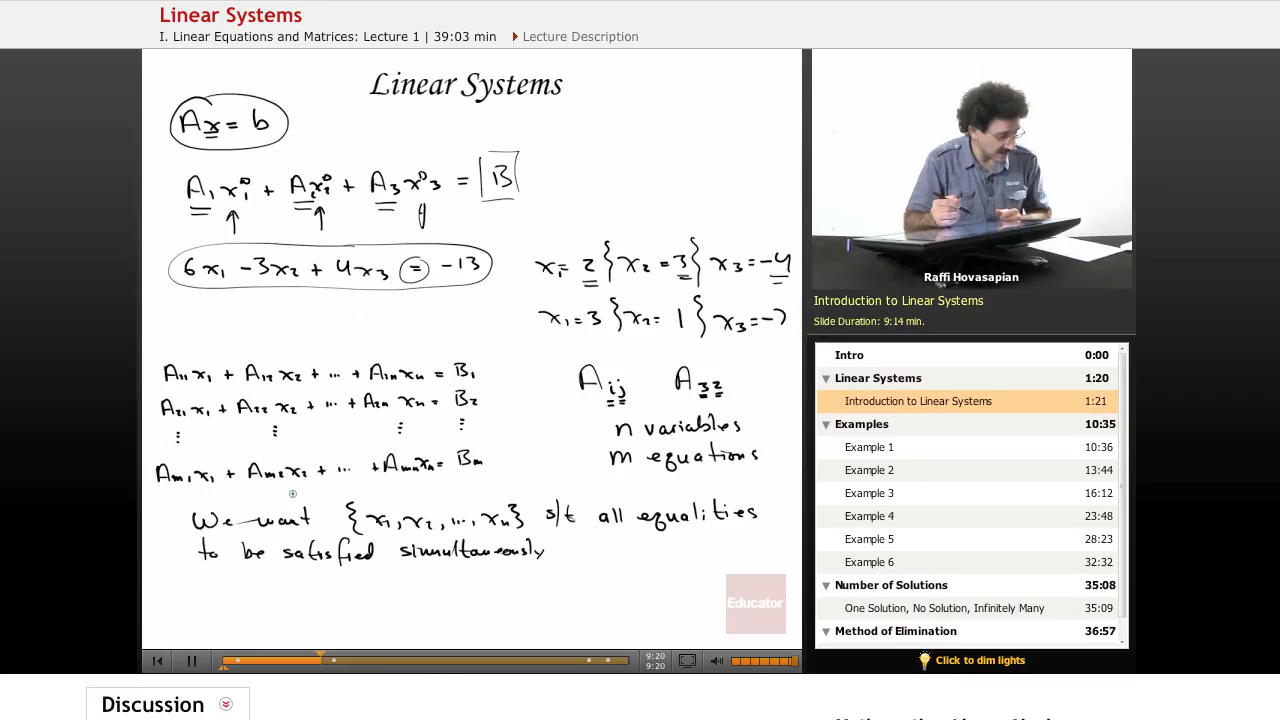 Linear Systems
I. Linear Equations and Matrices: Lecture 1 | 39:03 min
Lecture Description
Linear Systems
Ax = b
A₁x₁⁰ + A₂x₂⁰ + A₃x₃⁰ = B
6x₁ - 3x₂ + 4x₃ = -13
x₁ = 2 { x₂ = 3 { x₃ = -4
x₁ = 3 } x₂ = 1 { x₃ = -7
A₁₁x₁ + A₁₂x₂ + ... + A₁ₙxₙ = B₁
A₂₁x₁ + A₂₂x₂ + ... + A₂ₙxₙ = B₂
⋮ ⋮ ⋮ ⋮
Aₘ₁x₁ + Aₘ₂x₂ + ... + Aₘₙxₙ = Bₘ
Aᵢⱼ A₃₂
n variables
m equations
We want {x₁, x₂, ..., xₙ} s/t all equalities
to be satisfied simultaneously
Educator
Raffi Hovasapian
Introduction to Linear Systems
Slide Duration: 9:14 min.
Intro 0:00
Linear Systems 1:20
Introduction to Linear Systems 1:21
Examples 10:35
Example 1 10:36
Example 2 13:44
Example 3 16:12
Example 4 23:48
Example 5 28:23
Example 6 32:32
Number of Solutions 35:08
One Solution, No Solution, Infinitely Many 35:09
Method of Elimination 36:57
9:20
9:20
Click to dim lights
Discussion